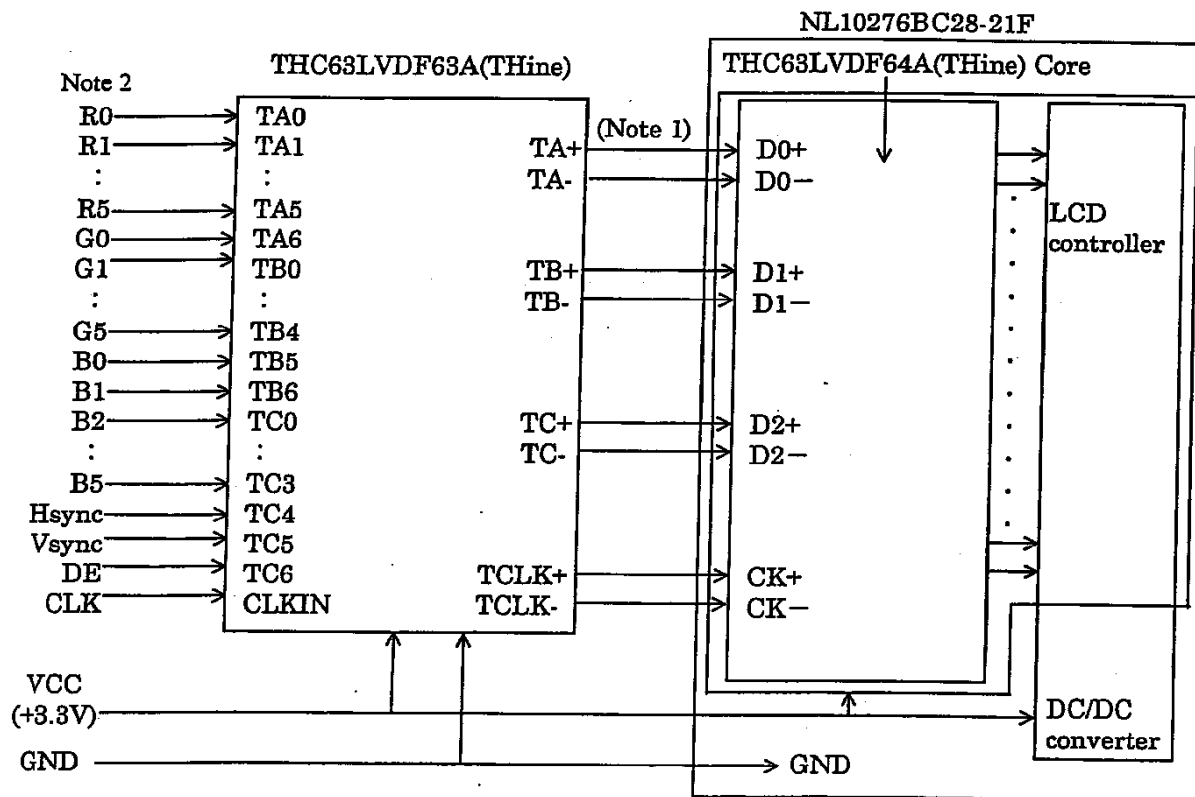 NL10276BC28-21F
THC63LVDF63A(THine)
THC63LVDF64A(THine) Core
Note 2
(Note 1)
R0 TA0
R1 TA1
: :
R5 TA5
G0 TA6
G1 TB0
: :
G5 TB4
B0 TB5
B1 TB6
B2 TC0
: :
B5 TC3
Hsync TC4
Vsync TC5
DE TC6
CLK CLKIN
TA+ D0+
TA- D0−
TB+ D1+
TB- D1−
TC+ D2+
TC- D2−
TCLK+ CK+
TCLK- CK−
LCD
controller
VCC
(+3.3V)
DC/DC
converter
GND GND